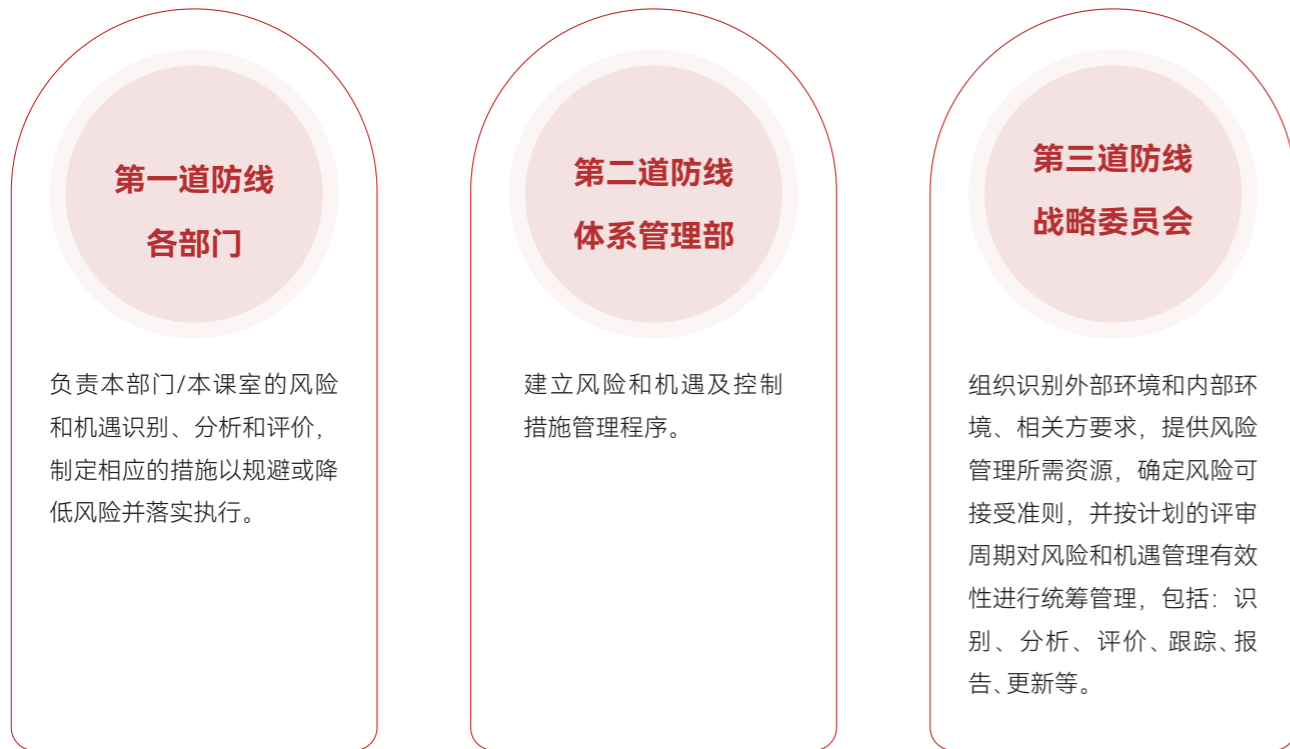 第一道防线
各部门
负责本部门/本课室的风险
和机遇识别、分析和评价，
制定相应的措施以规避或降
低风险并落实执行。
第二道防线
体系管理部
建立风险和机遇及控制
措施管理程序。
第三道防线
战略委员会
组织识别外部环境和内部环
境、相关方要求，提供风险
管理所需资源，确定风险可
接受准则，并按计划的评审
周期对风险和机遇管理有效
性进行统筹管理，包括：识
别、分析、评价、跟踪、报
告、更新等。